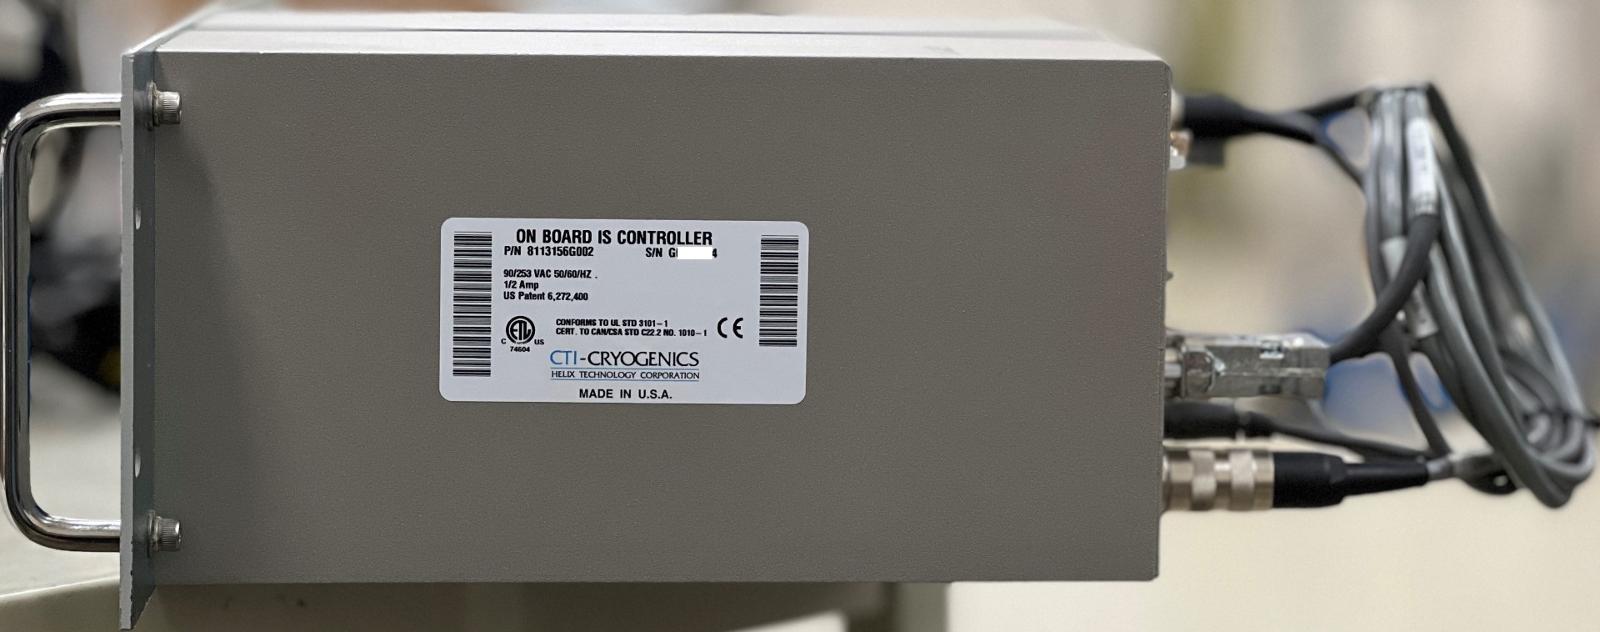 ON BOARD IS CONTROLLER
P/N 8113156G002 S/N G 4
90/253 VAC 50/60/HZ .
1/2 Amp
US Patent 6,272,400
CONFORMS TO UL STD 3101-1
CERT. TO CAN/CSA STD C22.2 NO. 1010-1
CE
ETL
C US
74604
CTI-CRYOGENICS
HELIX TECHNOLOGY CORPORATION
MADE IN U.S.A.